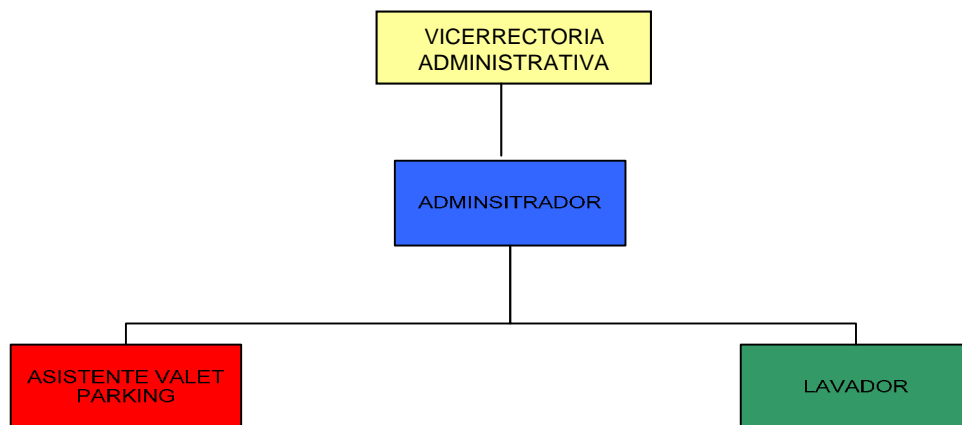 VICERRECTORIA
ADMINISTRATIVA
ADMINSITRADOR
ASISTENTE VALET
PARKING
LAVADOR